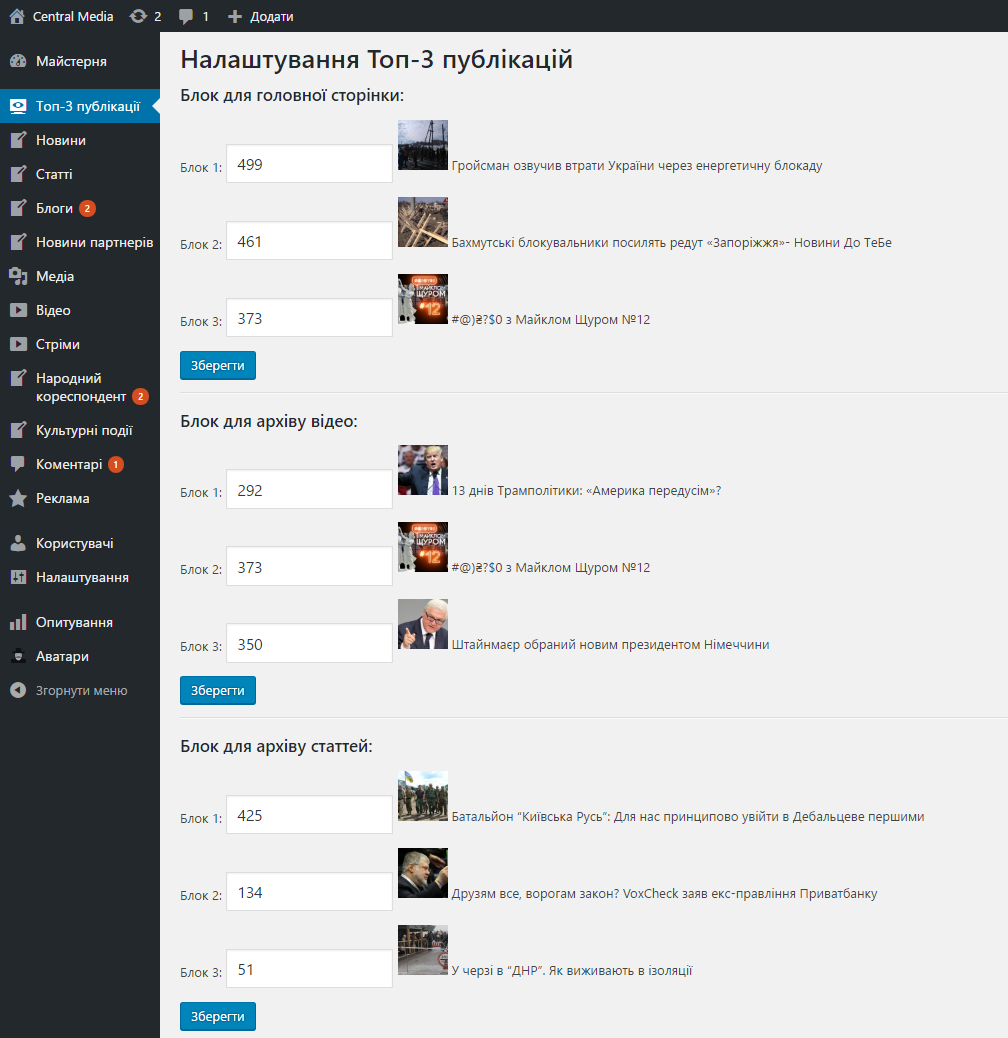 Central Media 2 1 Додати
Майстерня
Топ-3 публікації
Новини
Статті
Блоги 2
Новини партнерів
Медіа
Відео
Стріми
Народний
кореспондент 2
Культурні події
Коментарі 1
Реклама
Користувачі
Налаштування
Опитування
Аватари
Згорнути меню
Налаштування Топ-3 публікацій
Блок для головної сторінки:
Блок 1: 499 Гройсман озвучив втрати України через енергетичну блокаду
Блок 2: 461 Бахмутські блокувальники посилять редут «Запоріжжя»- Новини До ТеБе
З МАЙКЛОМ
ЩУРОМ
#12
Блок 3: 373 #@)₴?$0 з Майклом Щуром №12
Зберегти
Блок для архіву відео:
Блок 1: 292 13 днів Трамполітики: «Америка передусім»?
З МАЙКЛОМ
ЩУРОМ
#12
Блок 2: 373 #@)₴?$0 з Майклом Щуром №12
Блок 3: 350 Штайнмаєр обраний новим президентом Німеччини
Зберегти
Блок для архіву статтей:
Блок 1: 425 Батальйон “Київська Русь”: Для нас принципово увійти в Дебальцеве першими
Блок 2: 134 Друзям все, ворогам закон? VoxCheck заяв екс-правління Приватбанку
Блок 3: 51 У черзі в “ДНР”. Як виживають в ізоляції
Зберегти